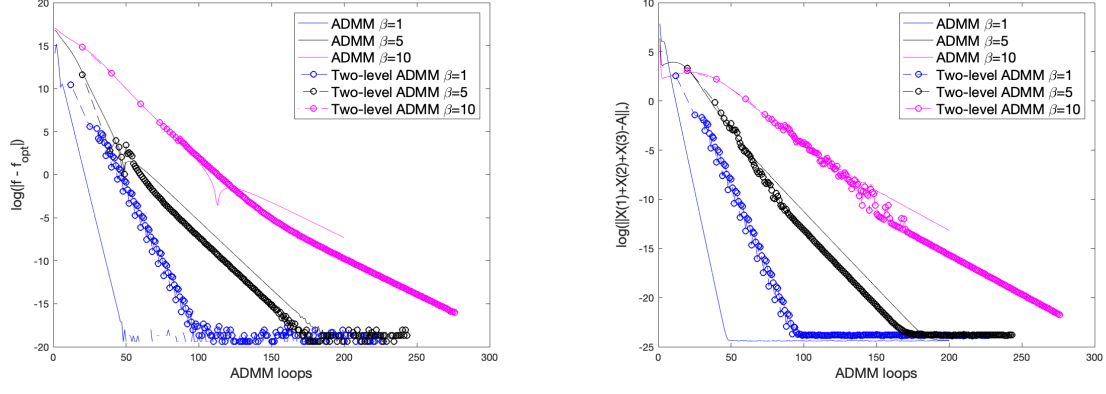 20
15
10
5
0
-5
-10
-15
-20
log(|f - f_opt|)
ADMM β=1
ADMM β=5
ADMM β=10
Two-level ADMM β=1
Two-level ADMM β=5
Two-level ADMM β=10
0 50 100 150 200 250 300
ADMM loops
10
5
0
-5
-10
-15
-20
-25
log(||X(1)+X(2)+X(3)-A||,)
ADMM β=1
ADMM β=5
ADMM β=10
Two-level ADMM β=1
Two-level ADMM β=5
Two-level ADMM β=10
0 50 100 150 200 250 300
ADMM loops